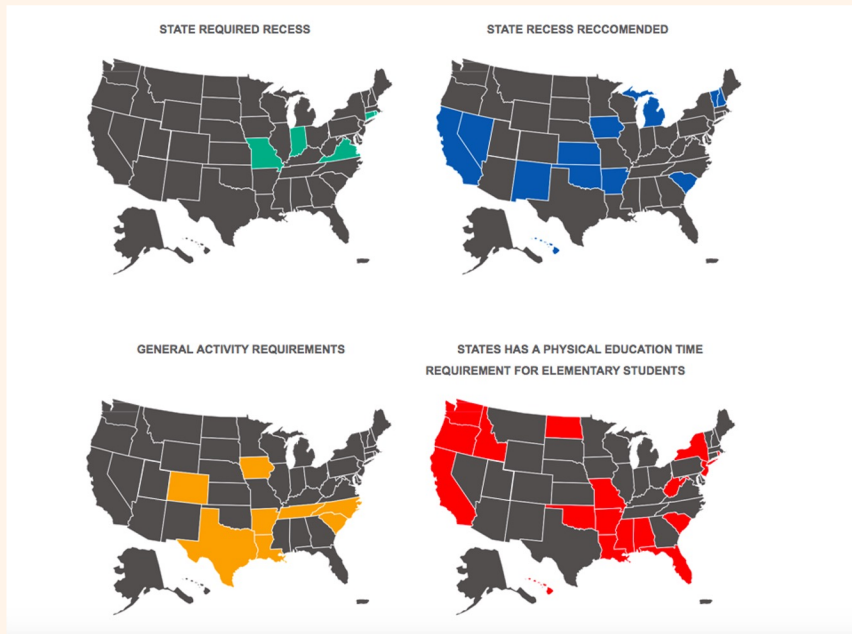 STATE REQUIRED RECESS
STATE RECESS RECCOMENDED
GENERAL ACTIVITY REQUIREMENTS
STATES HAS A PHYSICAL EDUCATION TIME
REQUIREMENT FOR ELEMENTARY STUDENTS